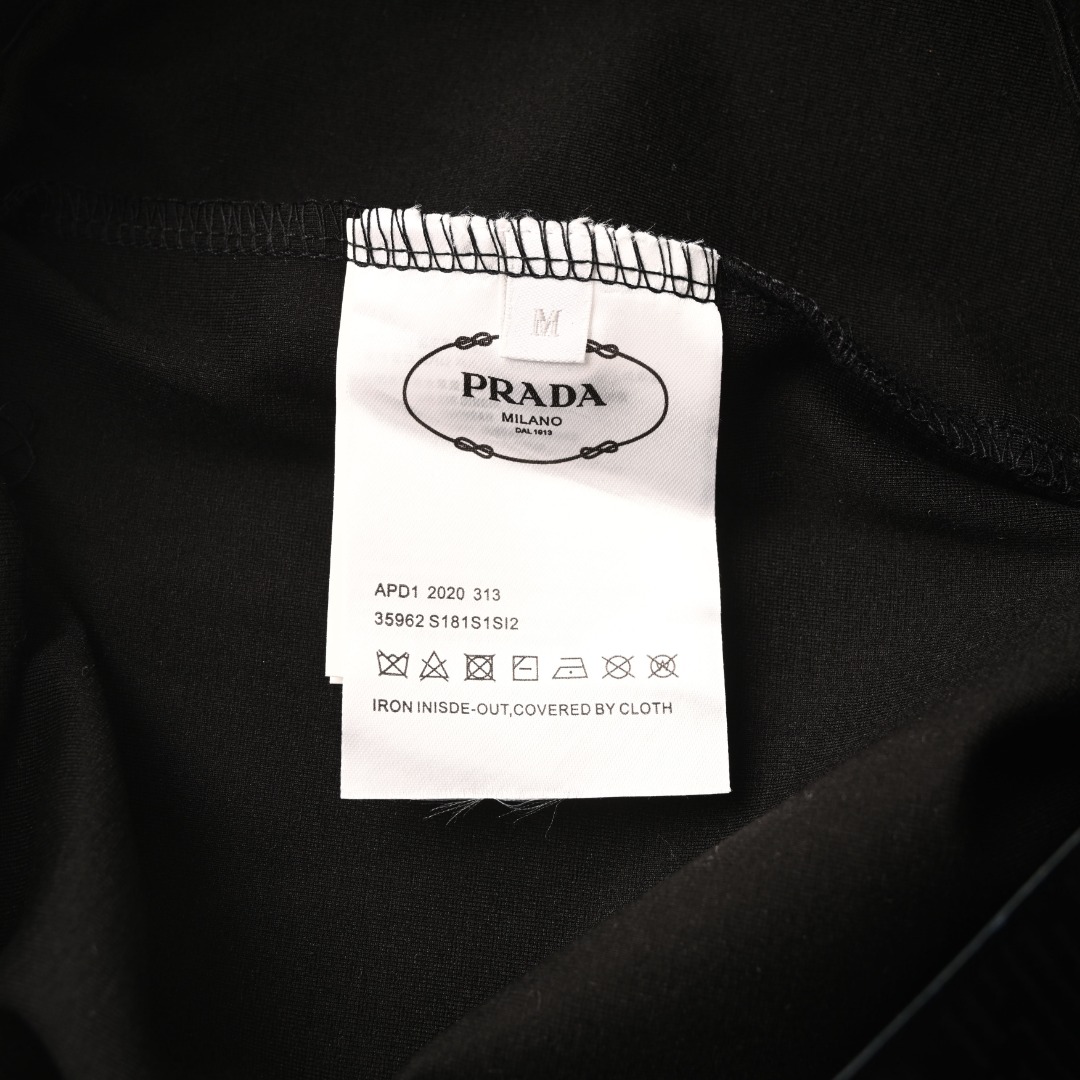 M
PRADA
MILANO
DAL 1913
APD1 2020 313
35962 S181S1SI2
IRON INISDE-OUT,COVERED BY CLOTH